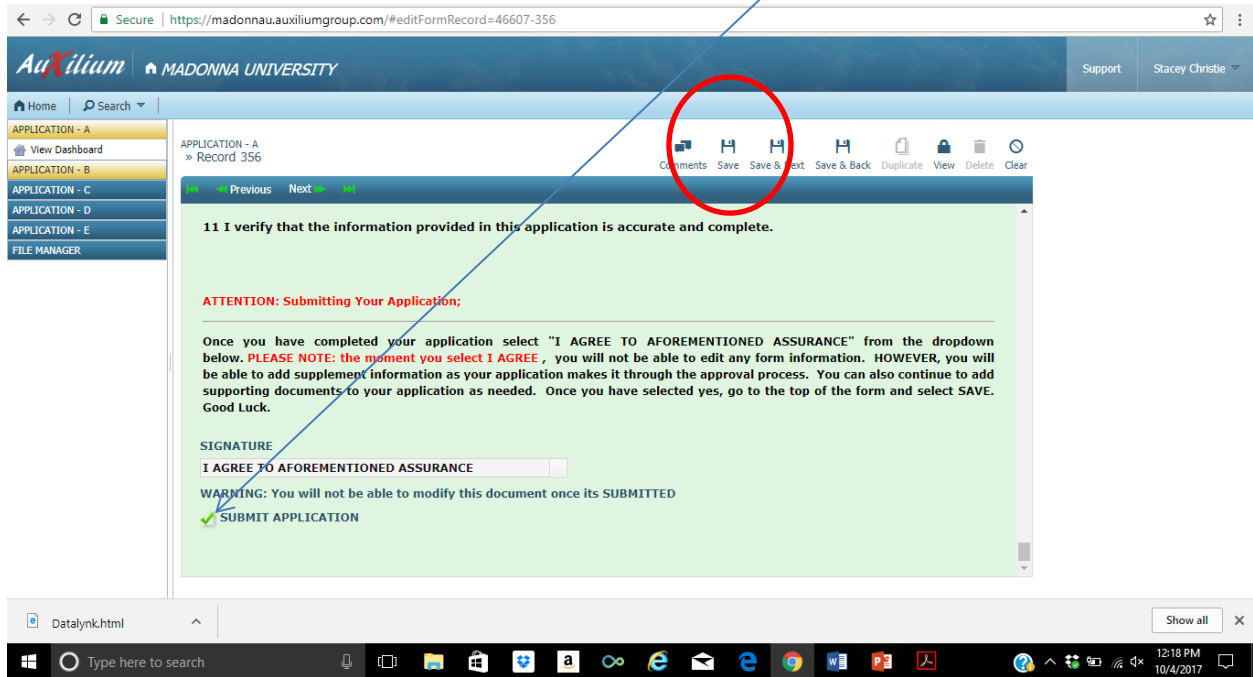 Secure https://madonnau.auxiliumgroup.com/#editFormRecord=46607-356
AuXilium MADONNA UNIVERSITY Support Stacey Christie
Home Search
APPLICATION - A
View Dashboard
APPLICATION - B
APPLICATION - C
APPLICATION - D
APPLICATION - E
FILE MANAGER
APPLICATION - A
» Record 356
Comments Save Save & Next Save & Back Duplicate View Delete Clear
Previous Next
11 I verify that the information provided in this application is accurate and complete.
ATTENTION: Submitting Your Application;
Once you have completed your application select "I AGREE TO AFOREMENTIONED ASSURANCE" from the dropdown
below. PLEASE NOTE: the moment you select I AGREE , you will not be able to edit any form information. HOWEVER, you will
be able to add supplement information as your application makes it through the approval process. You can also continue to add
supporting documents to your application as needed. Once you have selected yes, go to the top of the form and select SAVE.
Good Luck.
SIGNATURE
I AGREE TO AFOREMENTIONED ASSURANCE
WARNING: You will not be able to modify this document once its SUBMITTED
SUBMIT APPLICATION
Datalynk.html
Show all
Type here to search
12:18 PM
10/4/2017